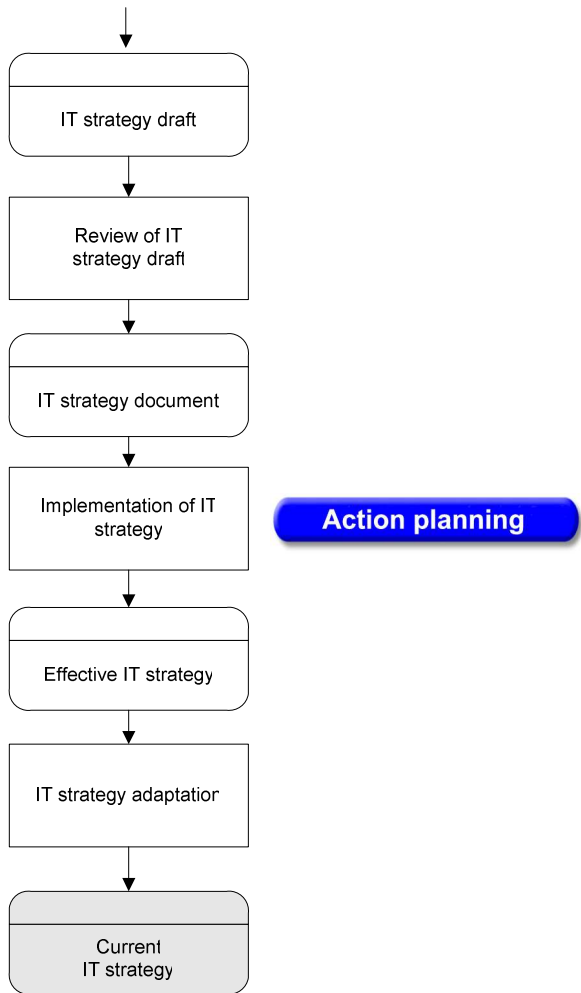 IT strategy draft
Review of IT
strategy draft
IT strategy document
Implementation of IT
strategy
Action planning
Effective IT strategy
IT strategy adaptation
Current
IT strategy